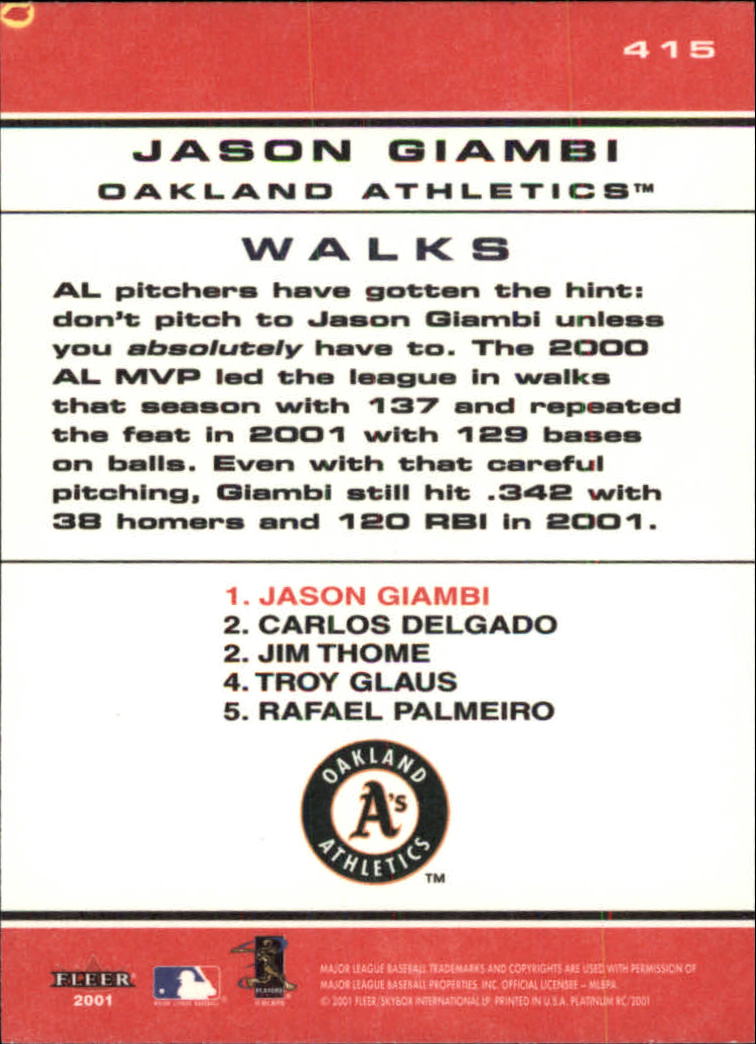 415
JASON GIAMBI
OAKLAND ATHLETICS™
WALKS
AL pitchers have gotten the hint:
don't pitch to Jason Giambi unless
you absolutely have to. The 2000
AL MVP led the league in walks
that season with 137 and repeated
the feat in 2001 with 129 bases
on balls. Even with that careful
pitching, Giambi still hit .342 with
38 homers and 120 RBI in 2001.
1. JASON GIAMBI
2. CARLOS DELGADO
2. JIM THOME
4. TROY GLAUS
5. RAFAEL PALMEIRO
OAKLAND
A's
ATHLETICS
TM
FLEER
2001
MAJOR LEAGUE BASEBALL
PLAYERS
MAJOR LEAGUE BASEBALL TRADEMARKS AND COPYRIGHTS ARE USED WITH PERMISSION OF
MAJOR LEAGUE BASEBALL PROPERTIES, INC. OFFICIAL LICENSEE – MLBPA.
© 2001 FLEER/SKYBOX INTERNATIONAL LP. PRINTED IN U.S.A. PLATINUM RC/2001